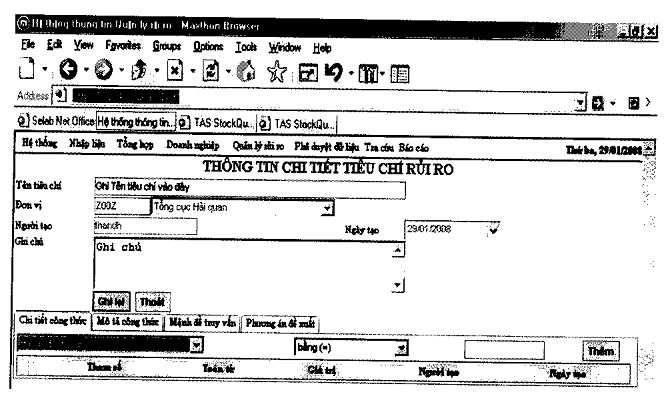 Hệ thống thông tin Quản lý rủi ro - Maxthon Browser
File Edit View Favorites Groups Options Tools Window Help
Address
Selab Net Office Hệ thống thông tin... TAS StockQu... TAS StockQu...
Hệ thống Nhập liệu Tổng hợp Doanh nghiệp Quản lý rủi ro Phê duyệt dữ liệu Tra cứu Báo cáo Thứ ba, 29/01/2008
THÔNG TIN CHI TIẾT TIÊU CHÍ RỦI RO
Tên tiêu chí Ghi Tên tiêu chí vào đây
Đơn vị Z00Z Tổng cục Hải quan
Người tạo thandh Ngày tạo 29/01/2008
Ghi chú Ghi chú
Ghi lại Thoát
Chi tiết công thức Mô tả công thức Mệnh đề truy vấn Phương án đề xuất
bằng (=) Thêm
Tham số Toán tử Giá trị Người tạo Ngày tạo